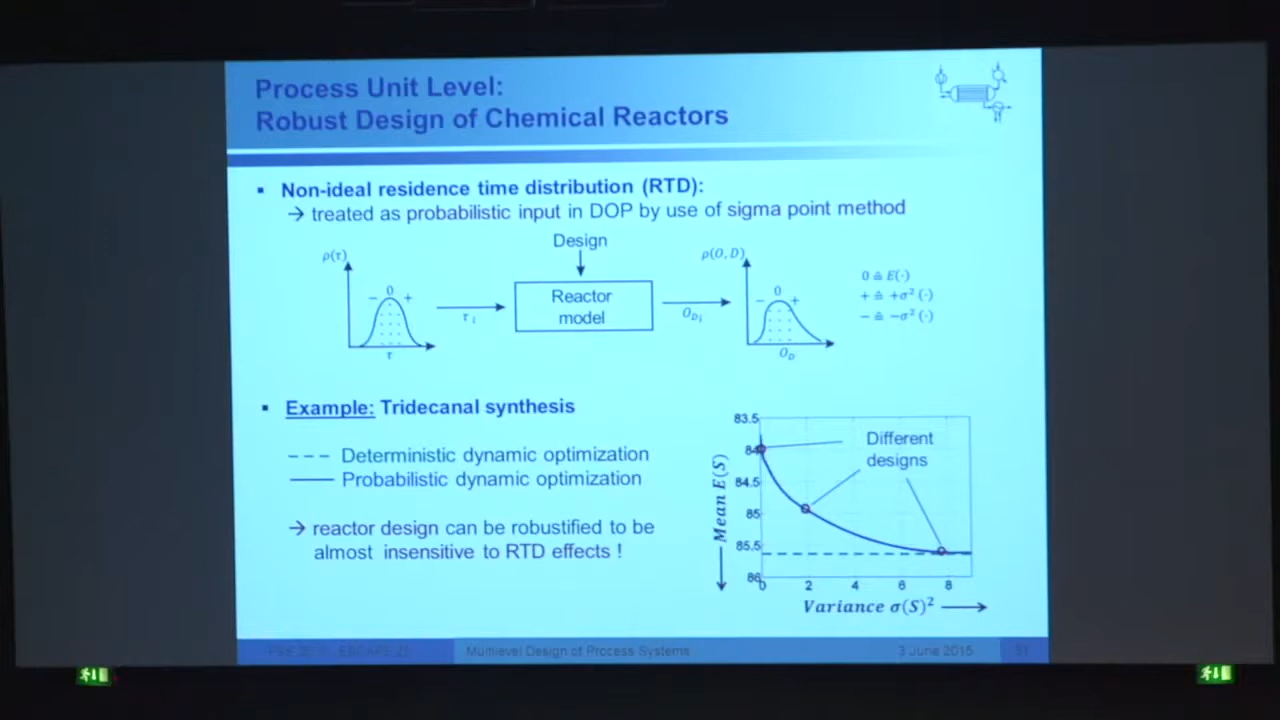 Process Unit Level:
Robust Design of Chemical Reactors
▪ Non-ideal residence time distribution (RTD):
→ treated as probabilistic input in DOP by use of sigma point method
Design
ρ(τ)
− 0 +
τ
τ i
Reactor
model
O_Di
ρ(O, D)
− 0 +
O_D
0 ≙ E(·)
+ ≙ +σ² (·)
− ≙ −σ² (·)
▪ Example: Tridecanal synthesis
--- Deterministic dynamic optimization
— Probabilistic dynamic optimization
→ reactor design can be robustified to be
almost insensitive to RTD effects !
83.5
84
84.5
85
85.5
86
Mean E(S)
Different
designs
0 2 4 6 8
Variance σ(S)²
Multilevel Design of Process Systems
3 June 2015